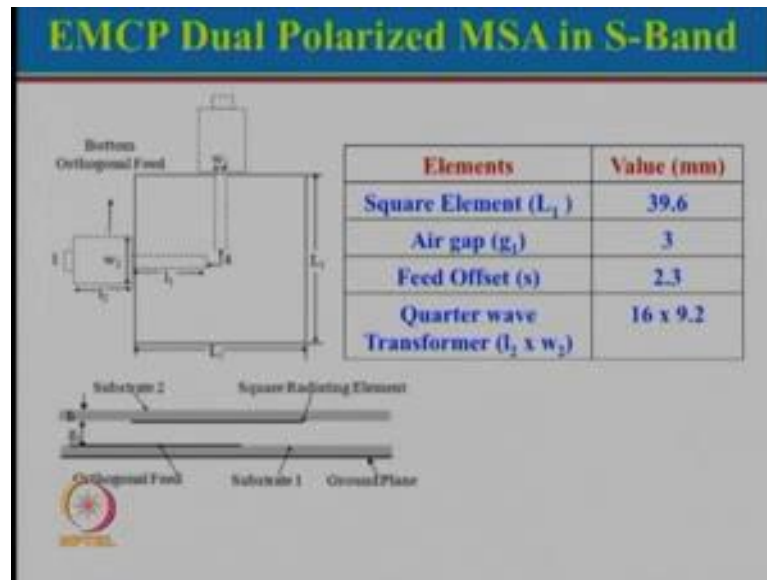 EMCP Dual Polarized MSA in S-Band
Bottom
Orthogonal Feed
Elements Value (mm)
Square Element (L1) 39.6
Air gap (g1) 3
Feed Offset (s) 2.3
Quarter wave
Transformer (l2 x w2) 16 x 9.2
Substrate 2 Square Radiating Element
Orthogonal Feed Substrate 1 Ground Plane
NPTEL